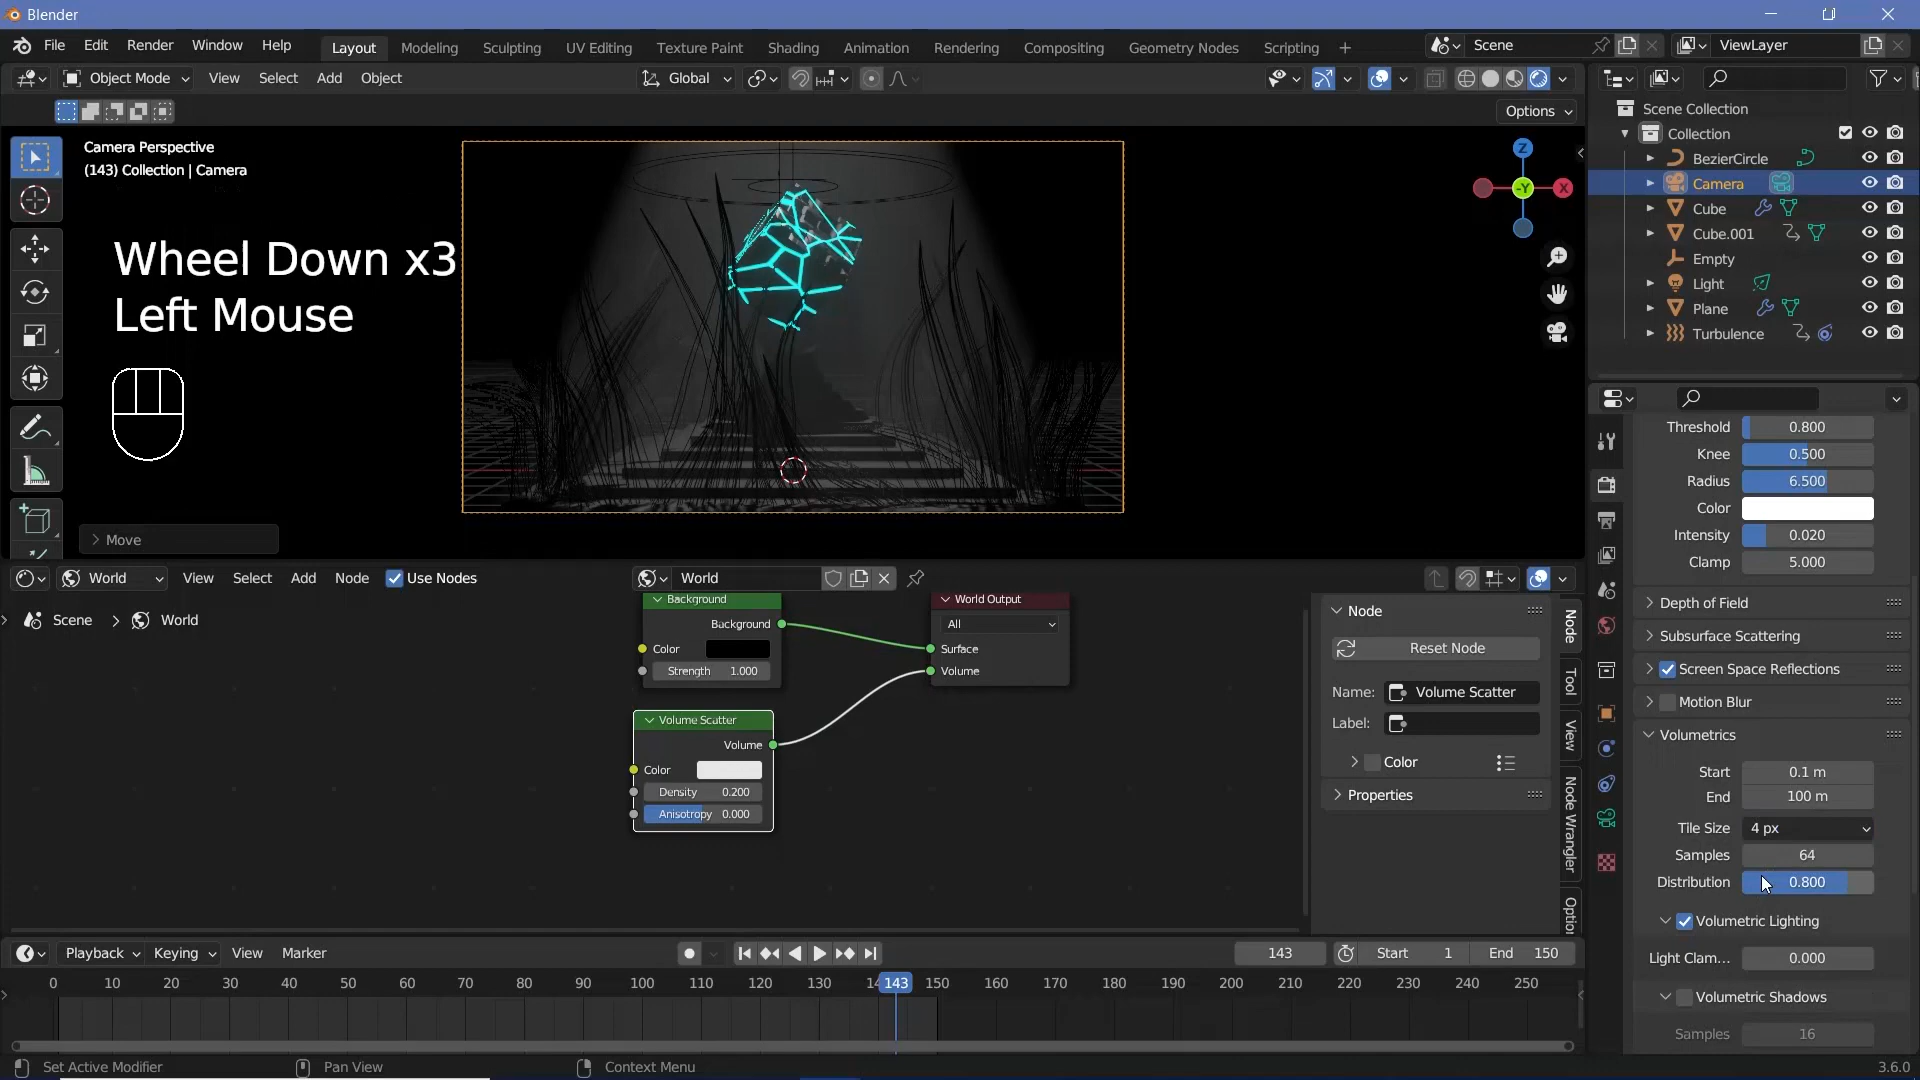 Blender
File Edit Render Window Help Layout Modeling Sculpting UV Editing Texture Paint Shading Animation Rendering Compositing Geometry Nodes Scripting + Scene ViewLayer
Object Mode View Select Add Object Global
Options
Camera Perspective
(143) Collection | Camera
Wheel Down x3
Left Mouse
Z
-Y X
> Move
Scene Collection
Collection
BezierCircle
Camera
Cube
Cube.001
Empty
Light
Plane
Turbulence
Threshold 0.800
Knee 0.500
Radius 6.500
Color
Intensity 0.020
Clamp 5.000
Depth of Field
Subsurface Scattering
Screen Space Reflections
Motion Blur
Volumetrics
Start 0.1 m
End 100 m
Tile Size 4 px
Samples 64
Distribution 0.800
Volumetric Lighting
Light Clam... 0.000
Volumetric Shadows
Samples 16
World View Select Add Node Use Nodes World
Scene > World
Background
Background
Color
Strength 1.000
World Output
All
Surface
Volume
Volume Scatter
Volume
Color
Density 0.200
Anisotropy 0.000
Node
Reset Node
Name: Volume Scatter
Label:
Color
Properties
Node
Tool
View
Node Wrangler
Optio
Playback Keying View Marker 143 Start 1 End 150
0 10 20 30 40 50 60 70 80 90 100 110 120 130 14 143 150 160 170 180 190 200 210 220 230 240 250
Set Active Modifier Pan View Context Menu 3.6.0